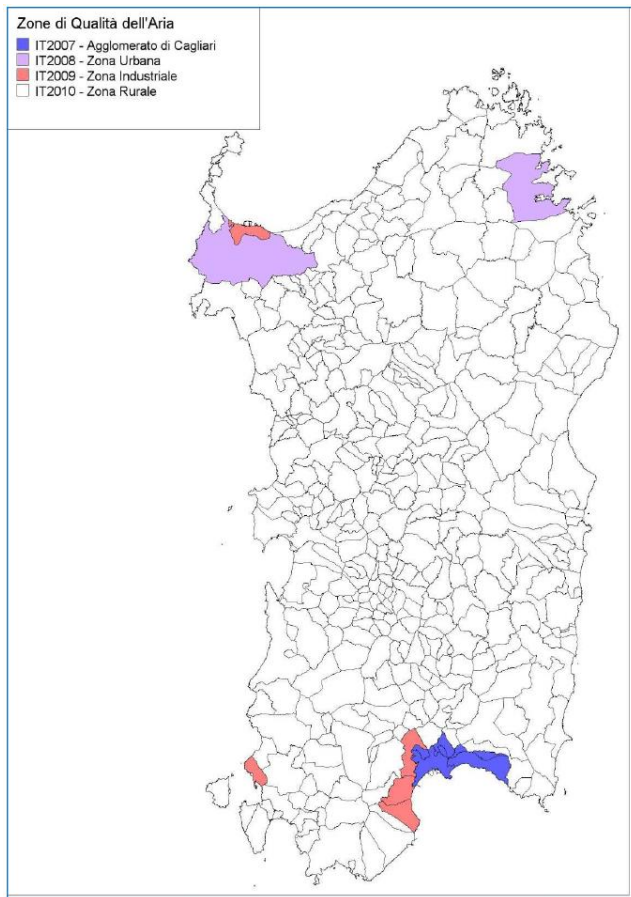 Zone di Qualità dell'Aria
IT2007 - Agglomerato di Cagliari
IT2008 - Zona Urbana
IT2009 - Zona Industriale
IT2010 - Zona Rurale